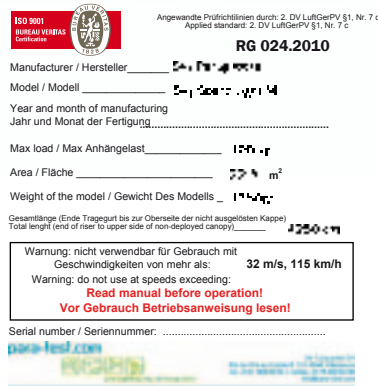 ISO 9001
BUREAU VERITAS
Certification
BUREAU VERITAS
1828
Angewandte Prüfrichtlinien durch: 2. DV LuftGerPV §1, Nr. 7 c
Applied standard: 2. DV LuftGerPV §1, Nr. 7 c
RG 024.2010
Manufacturer / Hersteller
Model / Modell
Year and month of manufacturing
Jahr und Monat der Fertigung
Max load / Max Anhängelast
Area / Fläche m²
Weight of the model / Gewicht Des Modells
Gesamtlänge (Ende Tragegurt bis zur Oberseite der nicht ausgelösten Kappe)
Total lenght (end of riser to upper side of non-deployed canopy)
Warnung: nicht verwendbar für Gebrauch mit
Geschwindigkeiten von mehr als: 32 m/s, 115 km/h
Warning: do not use at speeds exceeding:
Read manual before operation!
Vor Gebrauch Betriebsanweisung lesen!
Serial number / Seriennummer:
para-test.com